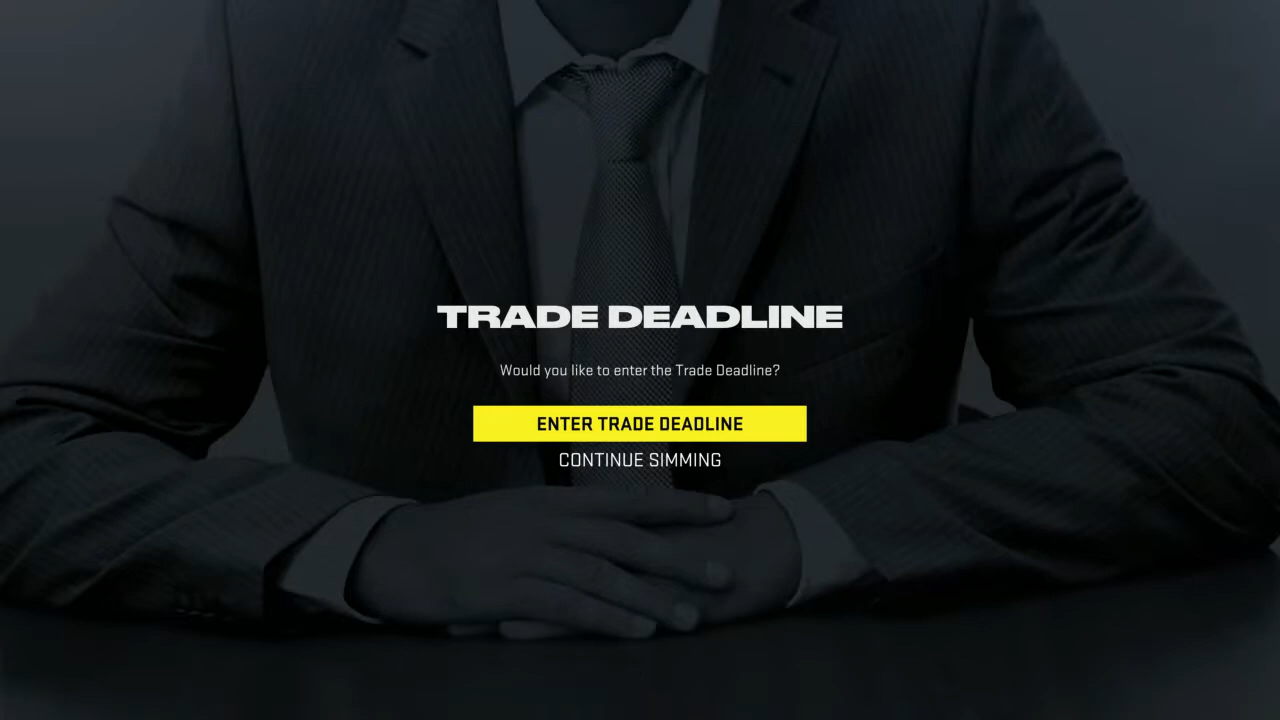 TRADE DEADLINE
Would you like to enter the Trade Deadline?
ENTER TRADE DEADLINE
CONTINUE SIMMING